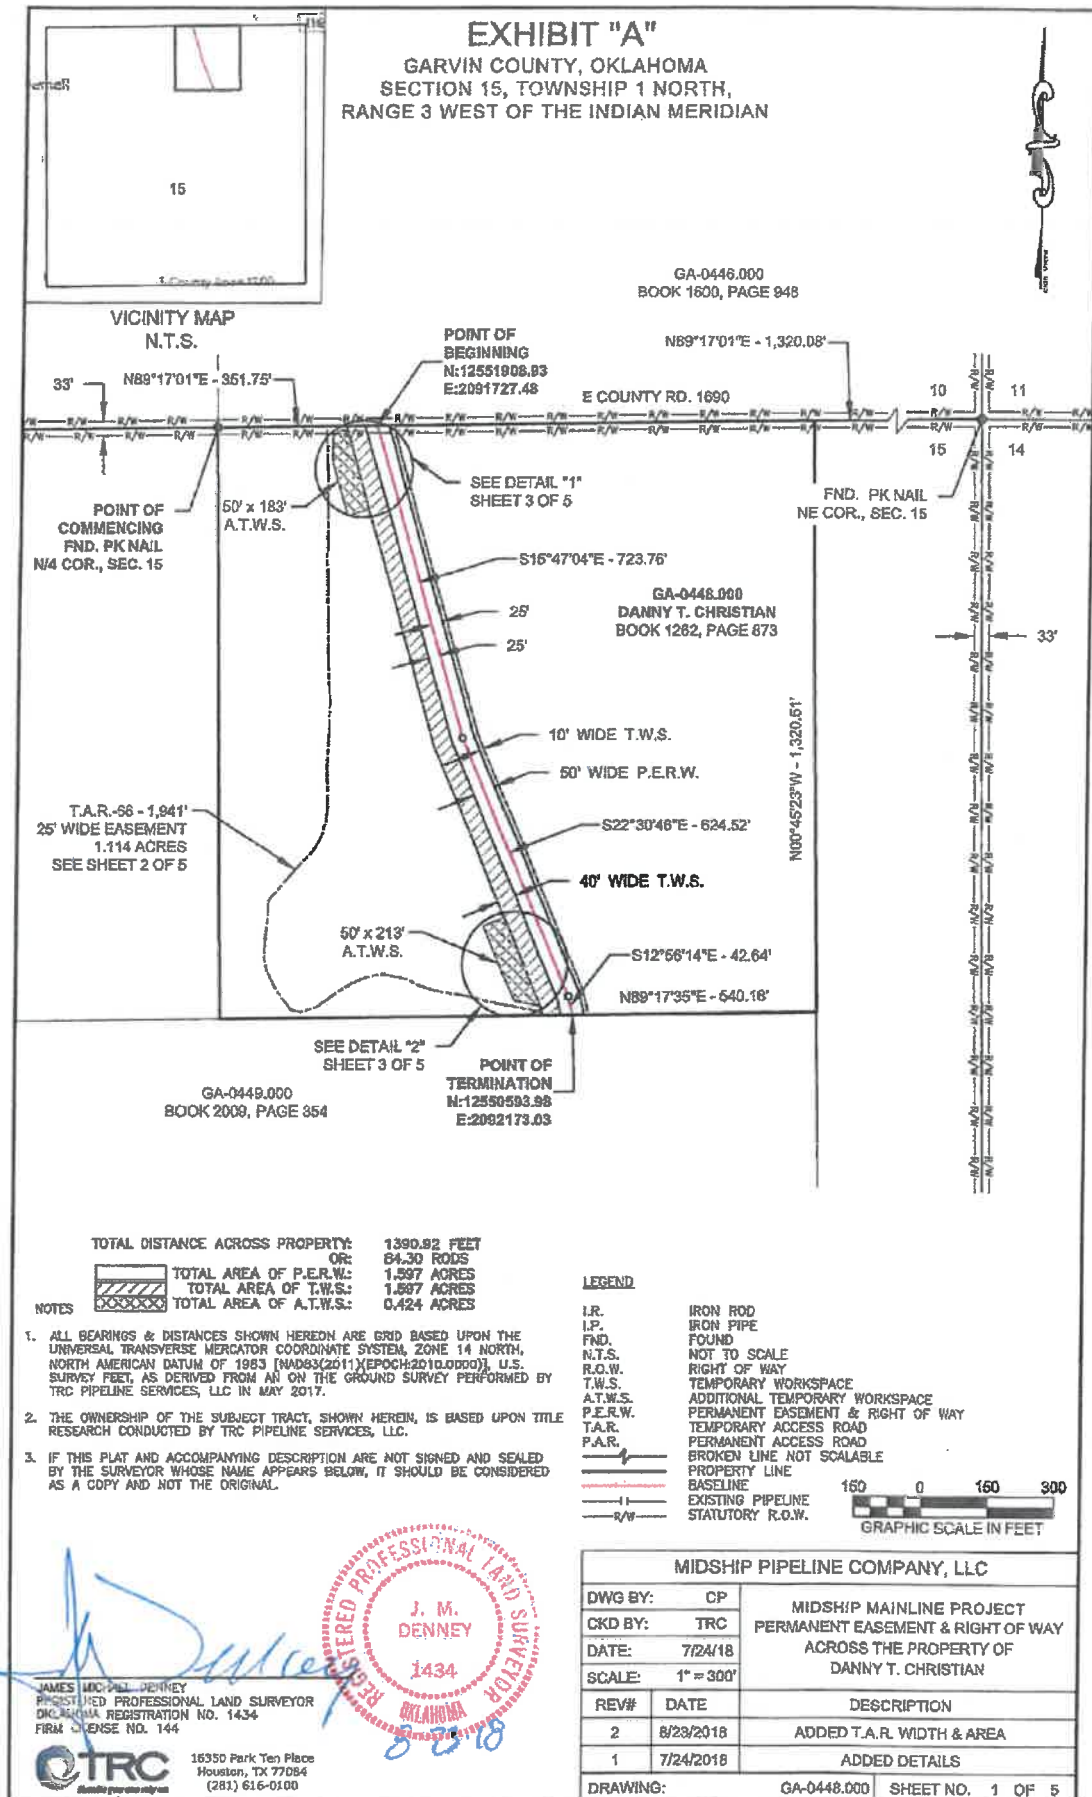 EXHIBIT "A"
GARVIN COUNTY, OKLAHOMA
SECTION 15, TOWNSHIP 1 NORTH,
RANGE 3 WEST OF THE INDIAN MERIDIAN
15
VICINITY MAP
N.T.S.
GA-0446.000
BOOK 1600, PAGE 948
POINT OF
BEGINNING
N:12551908.93
E:2091727.48
N89°17'01"E - 1,320.08'
33'
N89°17'01"E - 351.75'
E COUNTY RD. 1690
10
11
15
14
R/W
SEE DETAIL "1"
SHEET 3 OF 5
FND. PK NAIL
NE COR., SEC. 15
POINT OF
COMMENCING
FND. PK NAIL
N/4 COR., SEC. 15
50' x 183'
A.T.W.S.
S15°47'04"E - 723.76'
GA-0448.000
DANNY T. CHRISTIAN
BOOK 1262, PAGE 873
25'
25'
33'
10' WIDE T.W.S.
50' WIDE P.E.R.W.
N00°45'23"W - 1,320.51'
T.A.R.-66 - 1,941'
25' WIDE EASEMENT
1.114 ACRES
SEE SHEET 2 OF 5
S22°30'46"E - 624.52'
40' WIDE T.W.S.
50' x 213'
A.T.W.S.
S12°56'14"E - 42.64'
N89°17'35"E - 540.16'
SEE DETAIL "2"
SHEET 3 OF 5
POINT OF
TERMINATION
N:12550593.98
E:2092173.03
GA-0449.000
BOOK 2009, PAGE 354
TOTAL DISTANCE ACROSS PROPERTY: 1390.92 FEET
OR: 84.30 RODS
TOTAL AREA OF P.E.R.W.: 1.597 ACRES
TOTAL AREA OF T.W.S.: 1.597 ACRES
TOTAL AREA OF A.T.W.S.: 0.424 ACRES
NOTES
1. ALL BEARINGS & DISTANCES SHOWN HEREON ARE GRID BASED UPON THE
UNIVERSAL TRANSVERSE MERCATOR COORDINATE SYSTEM, ZONE 14 NORTH,
NORTH AMERICAN DATUM OF 1983 [NAD83(2011)(EPOCH:2010.0000)], U.S.
SURVEY FEET, AS DERIVED FROM AN ON THE GROUND SURVEY PERFORMED BY
TRC PIPELINE SERVICES, LLC IN MAY 2017.
2. THE OWNERSHIP OF THE SUBJECT TRACT, SHOWN HEREIN, IS BASED UPON TITLE
RESEARCH CONDUCTED BY TRC PIPELINE SERVICES, LLC.
3. IF THIS PLAT AND ACCOMPANYING DESCRIPTION ARE NOT SIGNED AND SEALED
BY THE SURVEYOR WHOSE NAME APPEARS BELOW, IT SHOULD BE CONSIDERED
AS A COPY AND NOT THE ORIGINAL.
LEGEND
I.R. IRON ROD
I.P. IRON PIPE
FND. FOUND
N.T.S. NOT TO SCALE
R.O.W. RIGHT OF WAY
T.W.S. TEMPORARY WORKSPACE
A.T.W.S. ADDITIONAL TEMPORARY WORKSPACE
P.E.R.W. PERMANENT EASEMENT & RIGHT OF WAY
T.A.R. TEMPORARY ACCESS ROAD
P.A.R. PERMANENT ACCESS ROAD
BROKEN LINE NOT SCALABLE
PROPERTY LINE
BASELINE
EXISTING PIPELINE
R/W STATUTORY R.O.W.
150 0 150 300
GRAPHIC SCALE IN FEET
REGISTERED PROFESSIONAL LAND SURVEYOR
J. M.
DENNEY
1434
OKLAHOMA
8-23-18
JAMES MICHAEL DENNEY
REGISTERED PROFESSIONAL LAND SURVEYOR
OKLAHOMA REGISTRATION NO. 1434
FIRM LICENSE NO. 144
TRC
16350 Park Ten Place
Houston, TX 77084
(281) 616-0100
MIDSHIP PIPELINE COMPANY, LLC
DWG BY: CP
CKD BY: TRC
DATE: 7/24/18
SCALE: 1" = 300'
MIDSHIP MAINLINE PROJECT
PERMANENT EASEMENT & RIGHT OF WAY
ACROSS THE PROPERTY OF
DANNY T. CHRISTIAN
REV# DATE DESCRIPTION
2 8/23/2018 ADDED T.A.R. WIDTH & AREA
1 7/24/2018 ADDED DETAILS
DRAWING: GA-0448.000 SHEET NO. 1 OF 5